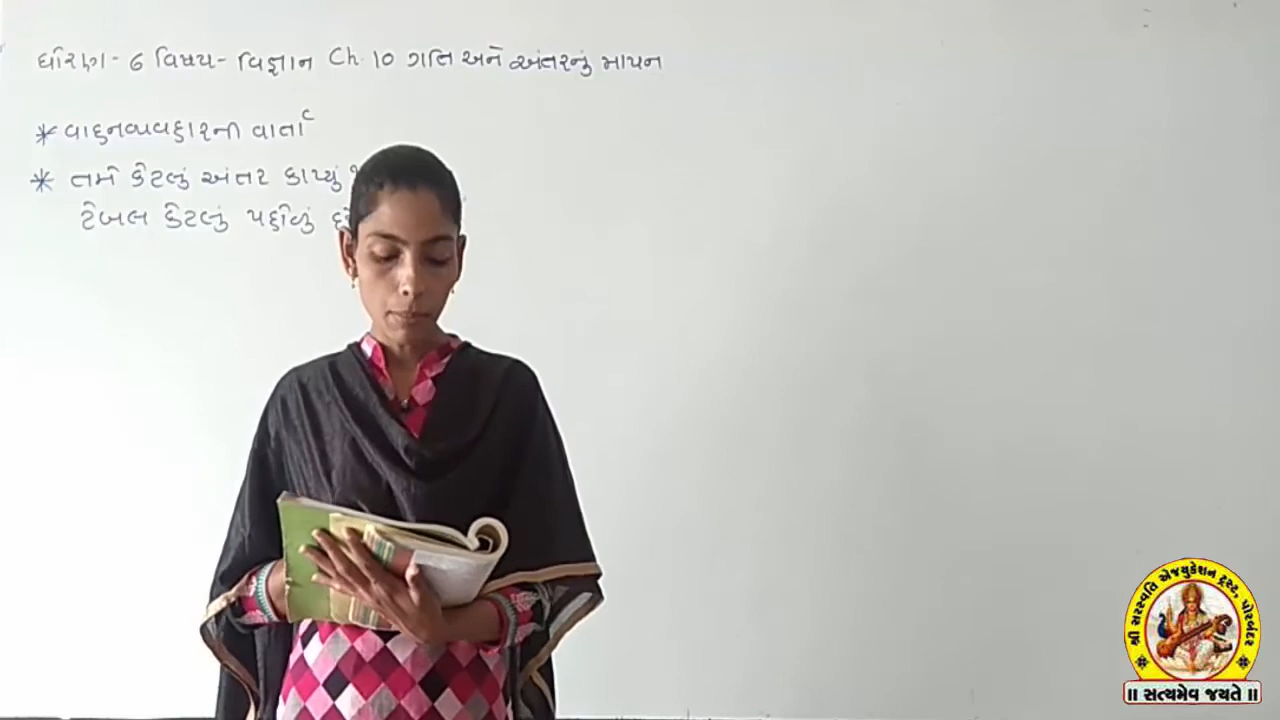 ધોરણ - ૬ વિષય - વિજ્ઞાન Ch 10 ગતિ અને અંતરનું માપન
* વાહનવ્યવહારની વાર્તા
* તમે કેટલું અંતર કાપ્યું ?
ટેબલ કેટલું પહોળું
શ્રી સરસ્વતિ એજ્યુકેશન ટ્રસ્ટ, પોરબંદર
॥ સત્યમેવ જયતે ॥